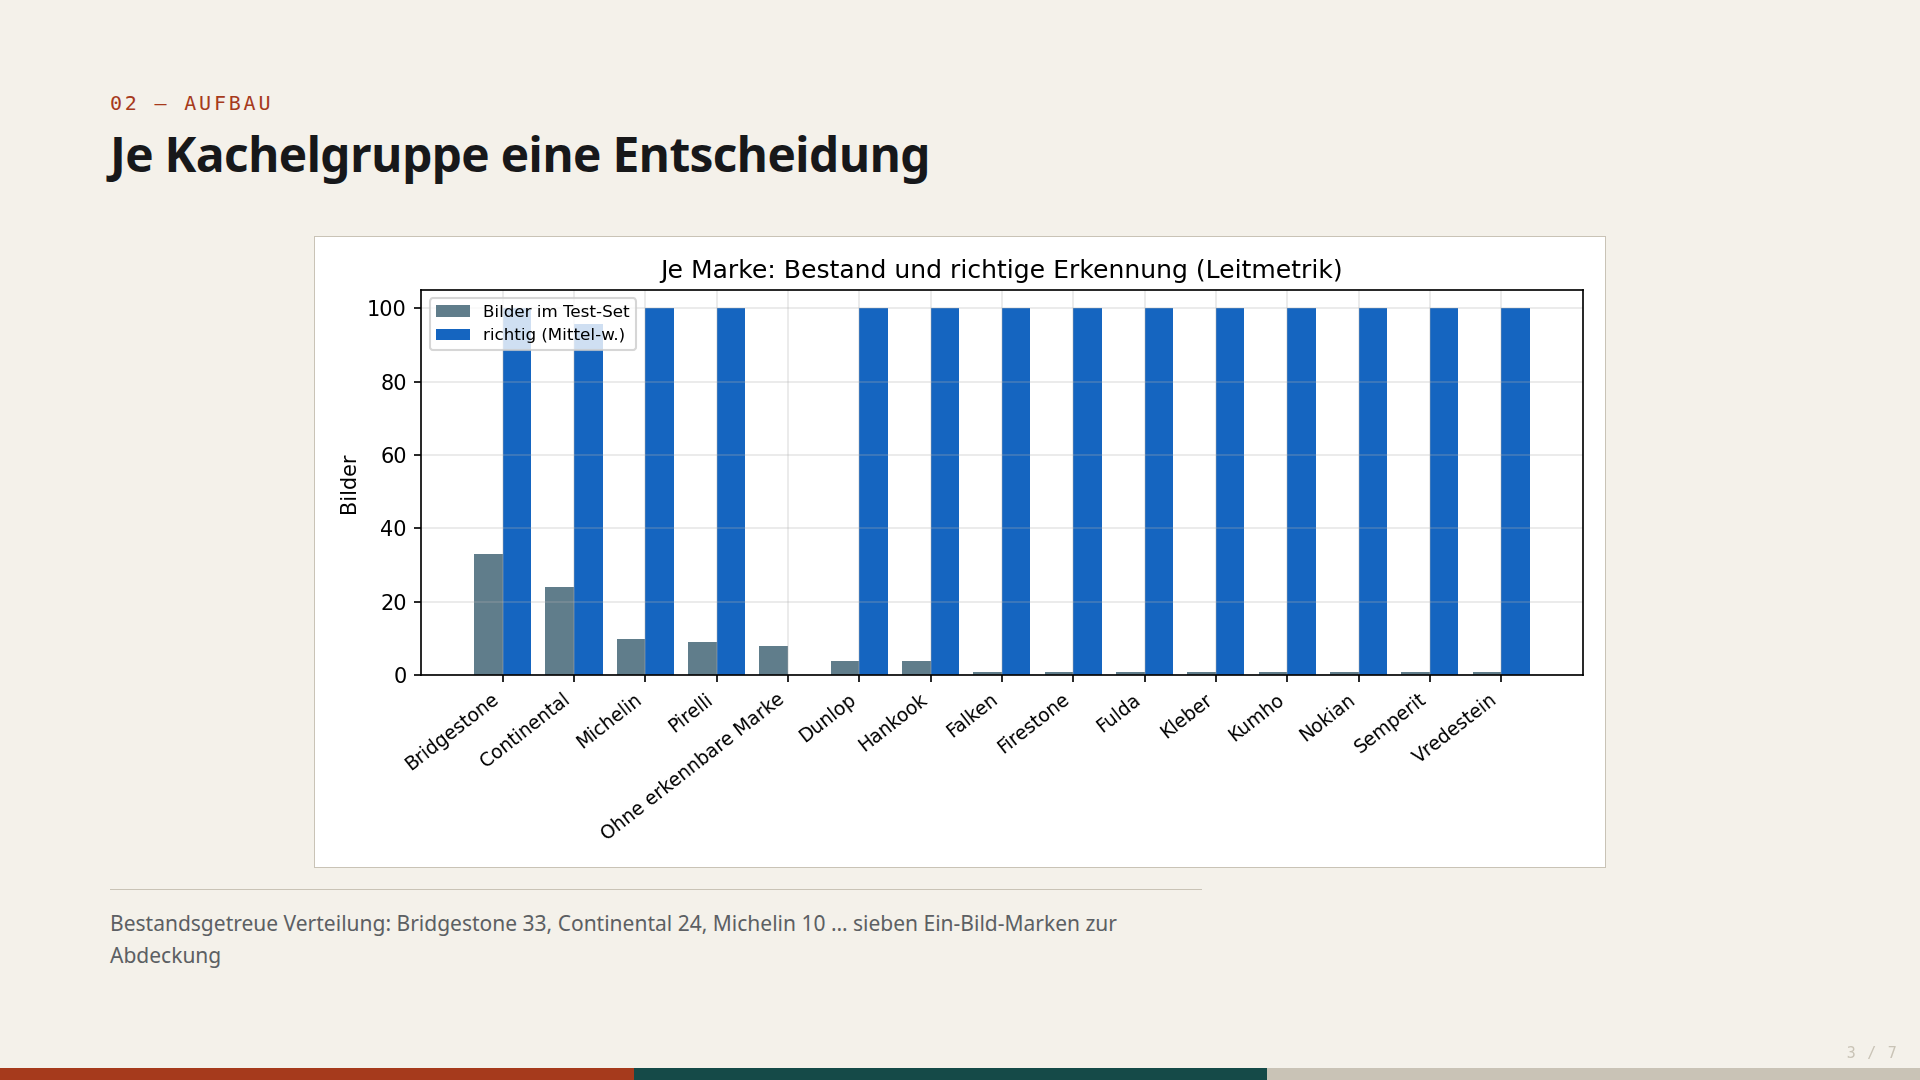 02 — AUFBAU
Je Kachelgruppe eine Entscheidung
Je Marke: Bestand und richtige Erkennung (Leitmetrik)
Bilder im Test-Set
richtig (Mittel-w.)
100
80
60
40
20
0
Bilder
Bridgestone
Continental
Michelin
Pirelli
Ohne erkennbare Marke
Dunlop
Hankook
Falken
Firestone
Fulda
Kleber
Kumho
Nokian
Semperit
Vredestein
Bestandsgetreue Verteilung: Bridgestone 33, Continental 24, Michelin 10 … sieben Ein-Bild-Marken zur
Abdeckung
3 / 7